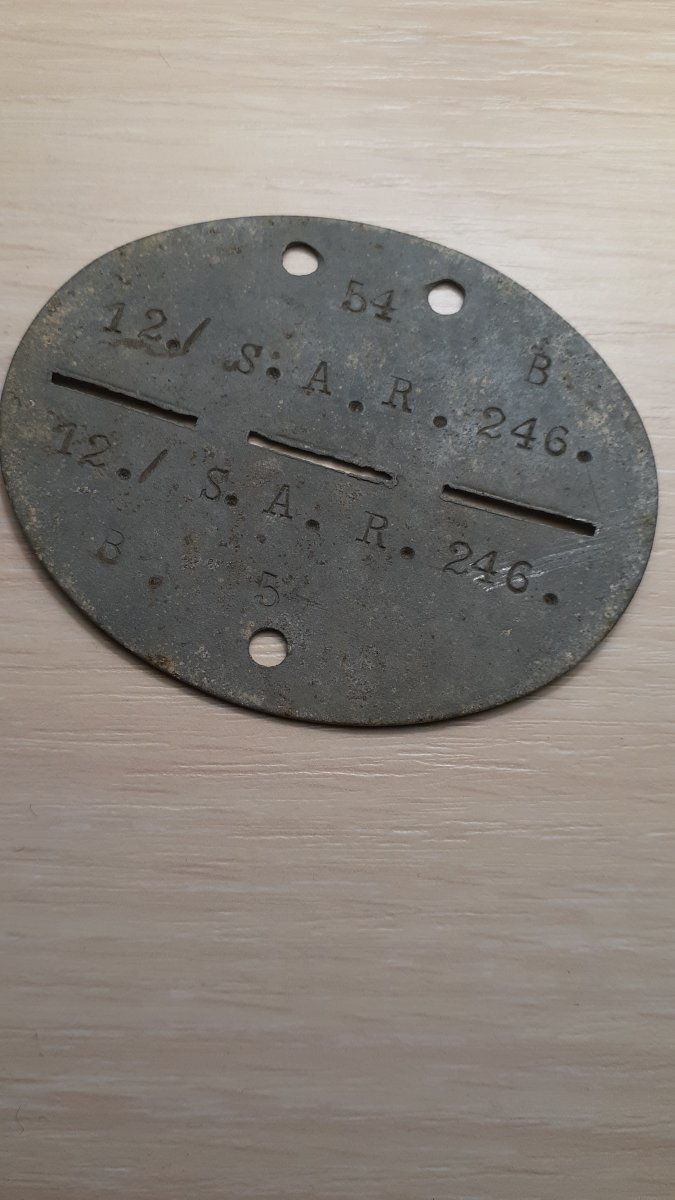 54
12./ S. A. R. 246. B
12./ S. A. R. 246.
B. 54